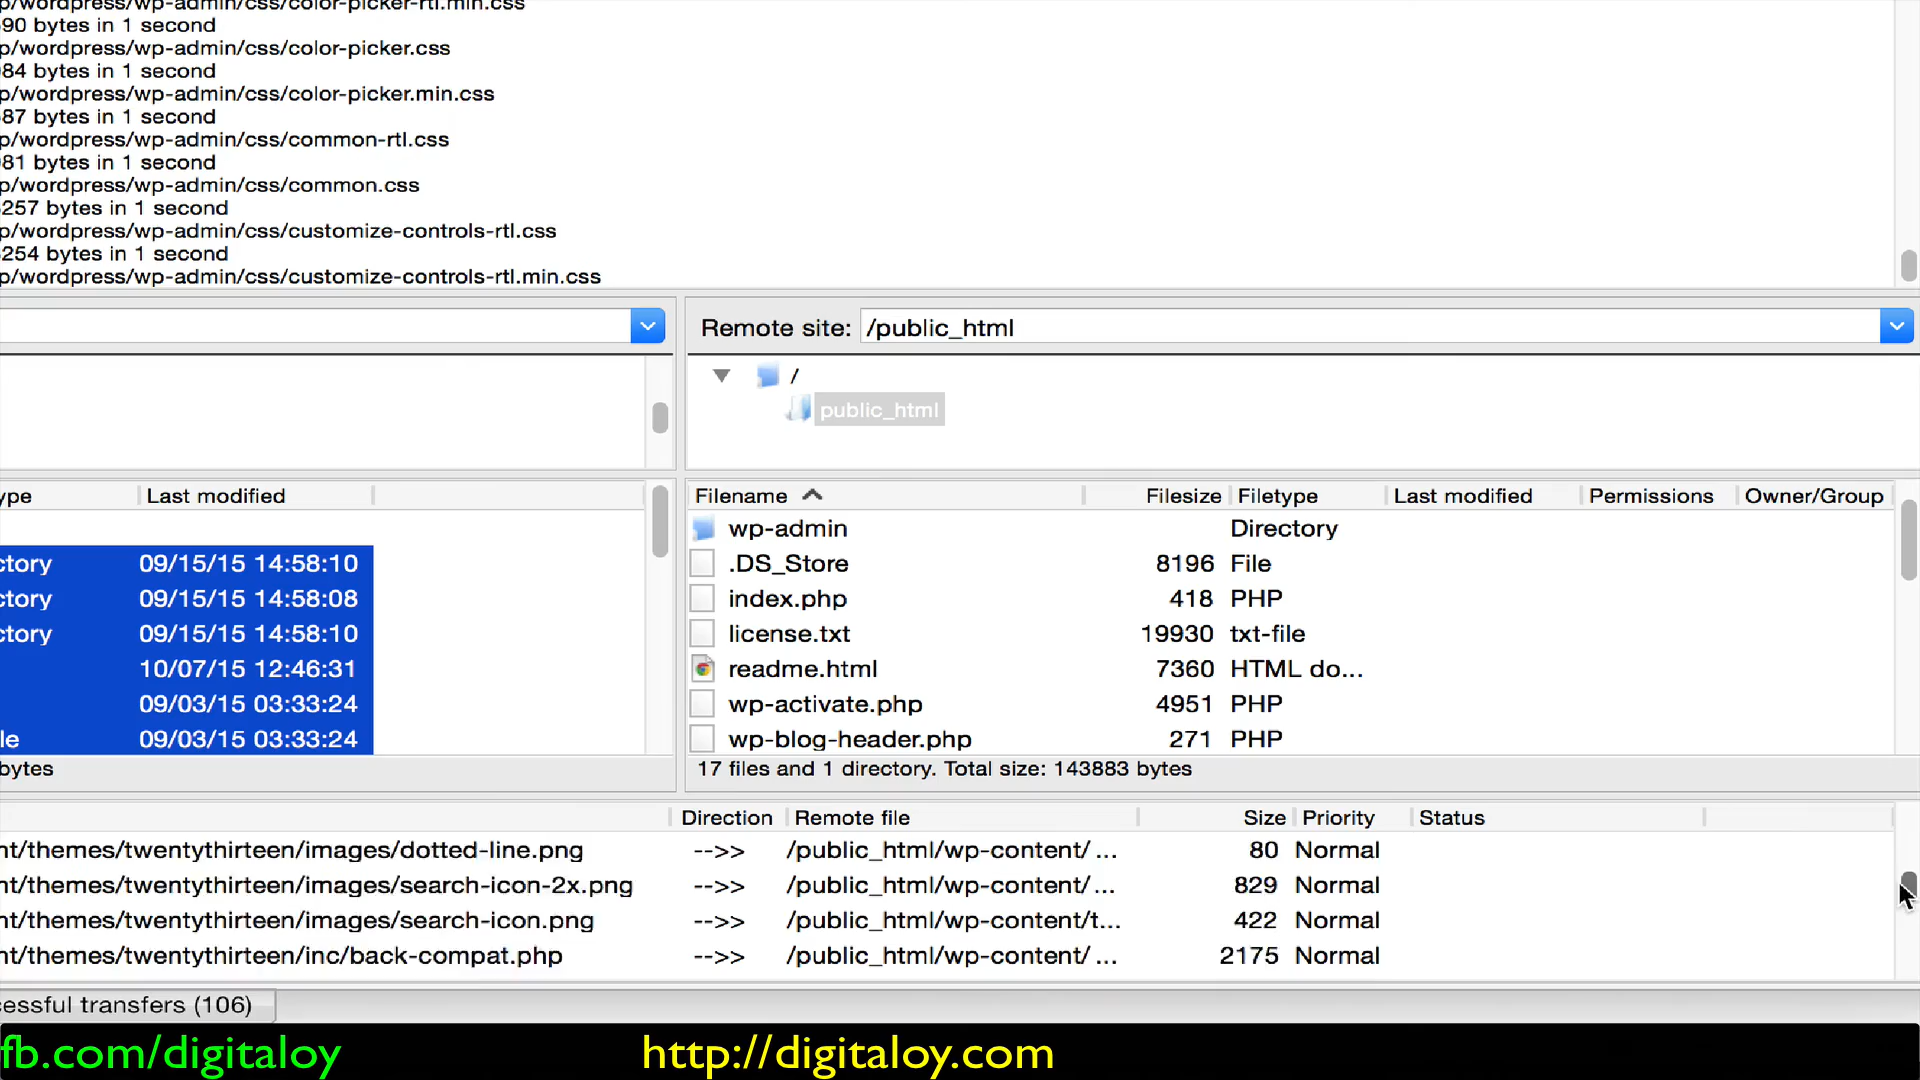 p/wordpress/wp-admin/css/color-picker-rtl.min.css
90 bytes in 1 second
p/wordpress/wp-admin/css/color-picker.css
84 bytes in 1 second
p/wordpress/wp-admin/css/color-picker.min.css
87 bytes in 1 second
p/wordpress/wp-admin/css/common-rtl.css
81 bytes in 1 second
p/wordpress/wp-admin/css/common.css
257 bytes in 1 second
p/wordpress/wp-admin/css/customize-controls-rtl.css
254 bytes in 1 second
p/wordpress/wp-admin/css/customize-controls-rtl.min.css
Remote site: /public_html
/
public_html
ype Last modified
ctory 09/15/15 14:58:10
ctory 09/15/15 14:58:08
ctory 09/15/15 14:58:10
10/07/15 12:46:31
09/03/15 03:33:24
le 09/03/15 03:33:24
bytes
Filename Filesize Filetype Last modified Permissions Owner/Group
wp-admin Directory
.DS_Store 8196 File
index.php 418 PHP
license.txt 19930 txt-file
readme.html 7360 HTML do...
wp-activate.php 4951 PHP
wp-blog-header.php 271 PHP
17 files and 1 directory. Total size: 143883 bytes
Direction Remote file Size Priority Status
nt/themes/twentythirteen/images/dotted-line.png -->> /public_html/wp-content/ ... 80 Normal
nt/themes/twentythirteen/images/search-icon-2x.png -->> /public_html/wp-content/ ... 829 Normal
nt/themes/twentythirteen/images/search-icon.png -->> /public_html/wp-content/t... 422 Normal
nt/themes/twentythirteen/inc/back-compat.php -->> /public_html/wp-content/ ... 2175 Normal
cessful transfers (106)
fb.com/digitaloy http://digitaloy.com